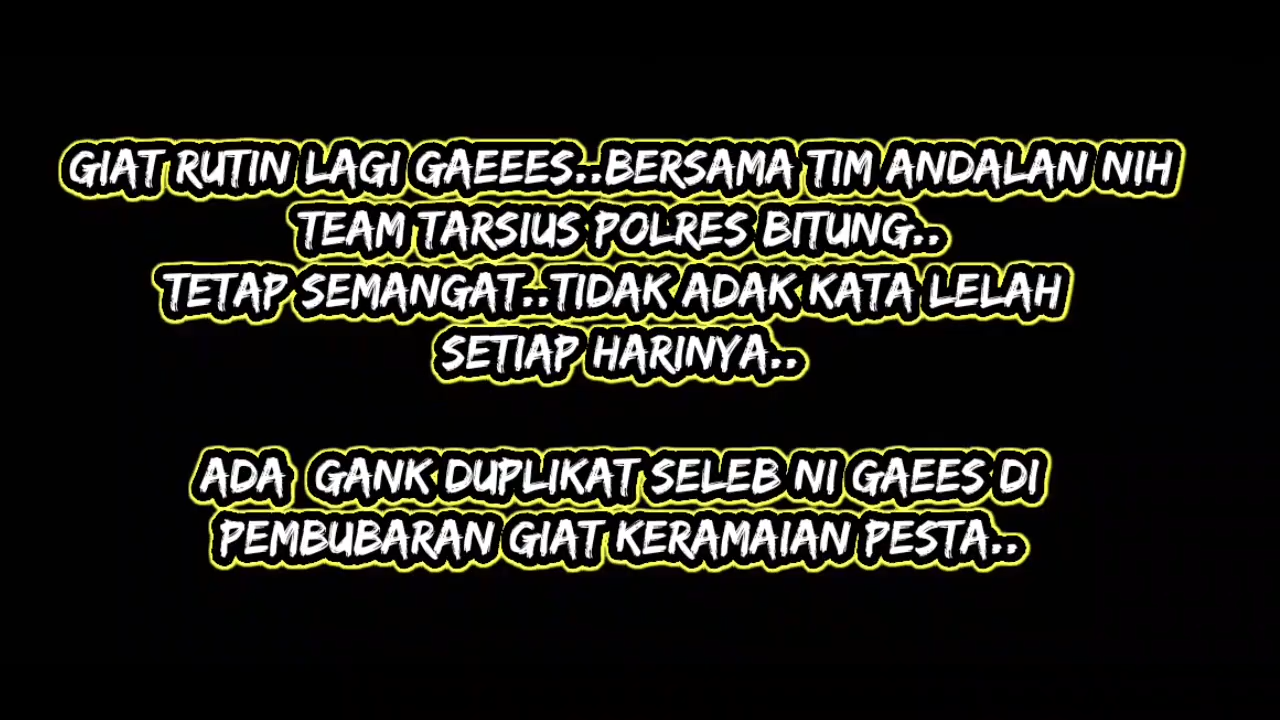 GIAT RUTIN LAGI GAEEES..BERSAMA TIM ANDALAN NIH
TEAM TARSIUS POLRES BITUNG..
TETAP SEMANGAT..TIDAK ADAK KATA LELAH
SETIAP HARINYA..
ADA GANK DUPLIKAT SELEB NI GAEES DI
PEMBUBARAN GIAT KERAMAIAN PESTA..